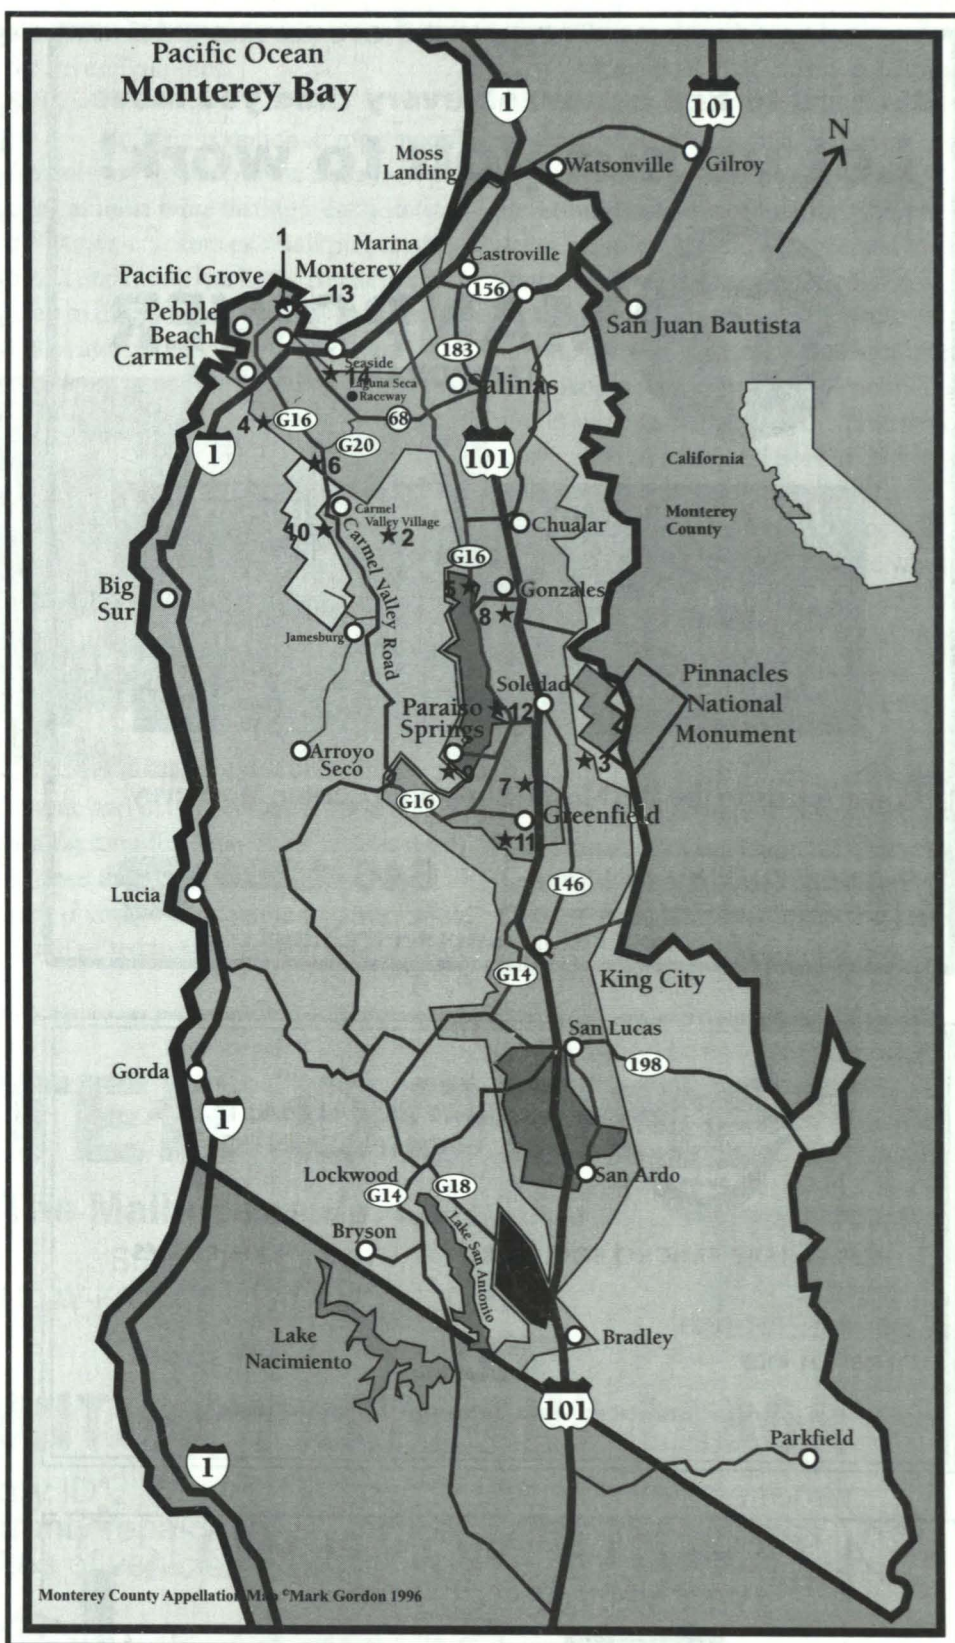 Pacific Ocean
Monterey Bay
1
101
N
Moss
Landing
Watsonville
Gilroy
Marina
1
Castroville
Pacific Grove
Monterey
13
156
Pebble
Beach
San Juan Bautista
Carmel
183
Seaside
14
Laguna Seca
Raceway
Salinas
4
G16
68
1
G20
101
California
6
Carmel
Valley Village
Monterey
County
10
2
Chualar
Carmel Valley Road
G16
Big
Sur
5
Gonzales
8
Jamesburg
Soledad
Pinnacles
National
Monument
Paraiso
Springs
12
Arroyo
Seco
9
3
7
G16
Greenfield
11
146
Lucia
G14
King City
San Lucas
198
Gorda
1
Lockwood
G14
G18
San Ardo
Bryson
Lake San Antonio
Lake
Nacimiento
Bradley
101
Parkfield
1
Monterey County Appellation Map ©Mark Gordon 1996